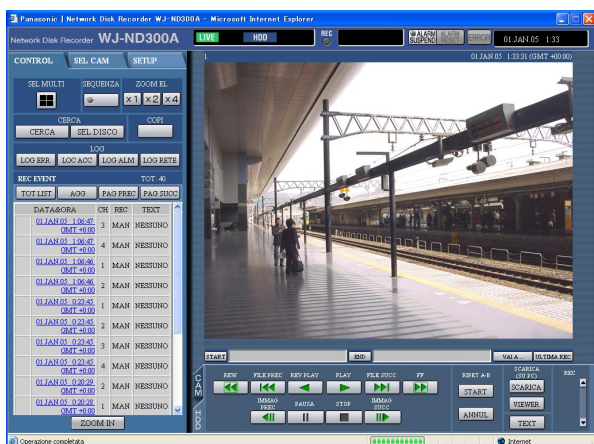 Panasonic | Network Disk Recorder WJ-ND300A - Microsoft Internet Explorer
Network Disk Recorder WJ-ND300A
LIVE HDD REC ALARM SUSPEND ALARM RESET ERROR 01.JAN.05 1:33
CONTROL SEL CAM SETUP
1 01.JAN.05 1:33:31 (GMT +00:00)
SEL MULTI SEQUENZA ZOOM EL
x1 x2 x4
CERCA COPI
CERCA SEL DISCO
LOG
LOG ERR LOG ACC LOG ALM LOG RETE
REC EVENT TOT: 40
TOT LIST AGG PAG PREC PAG SUCC
DATA&ORA CH REC TEXT
01.JAN.05 1:06:47 GMT +0:00 3 MAN NESSUNO
01.JAN.05 1:06:47 GMT +0:00 4 MAN NESSUNO
01.JAN.05 1:06:46 GMT +0:00 1 MAN NESSUNO
01.JAN.05 1:06:46 GMT +0:00 2 MAN NESSUNO
01.JAN.05 0:23:45 GMT +0:00 1 MAN NESSUNO
01.JAN.05 0:23:45 GMT +0:00 2 MAN NESSUNO
01.JAN.05 0:23:45 GMT +0:00 3 MAN NESSUNO
01.JAN.05 0:23:45 GMT +0:00 4 MAN NESSUNO
01.JAN.05 0:20:29 GMT +0:00 2 MAN NESSUNO
01.JAN.05 0:20:28 GMT +0:00 1 MAN NESSUNO
ZOOM IN
START END VAI A... ULTIMA REC
CAM
HDD
REW FILE PREC REV PLAY PLAY FILE SUCC FF
IMMAG PREC PAUSA STOP IMMAG SUCC
RIPET A-B
START
ANNUL
SCARICA (SU PC)
SCARICA
VIEWER
TEXT
REC
Operazione completata
Internet